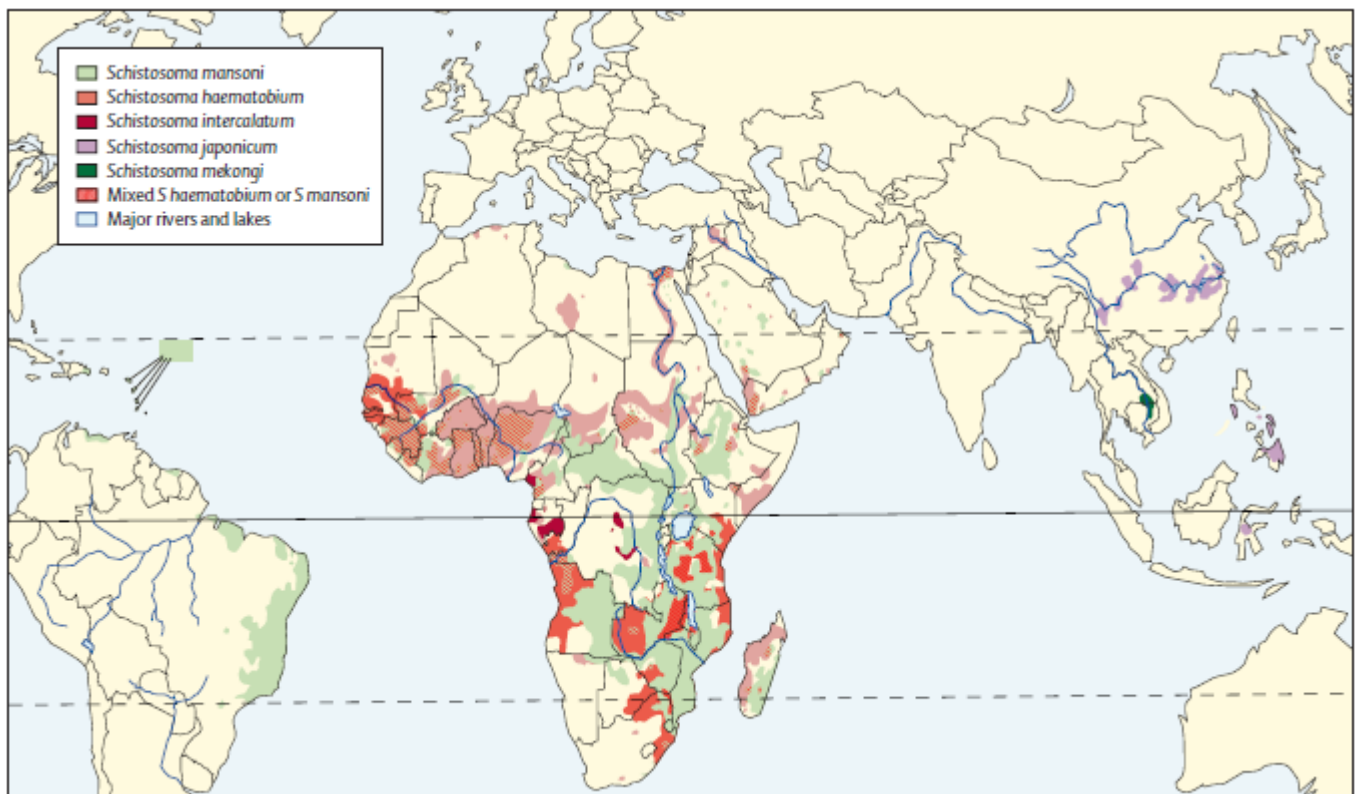 Schistosoma mansoni
Schistosoma haematobium
Schistosoma intercalatum
Schistosoma japonicum
Schistosoma mekongi
Mixed S haematobium or S mansoni
Major rivers and lakes